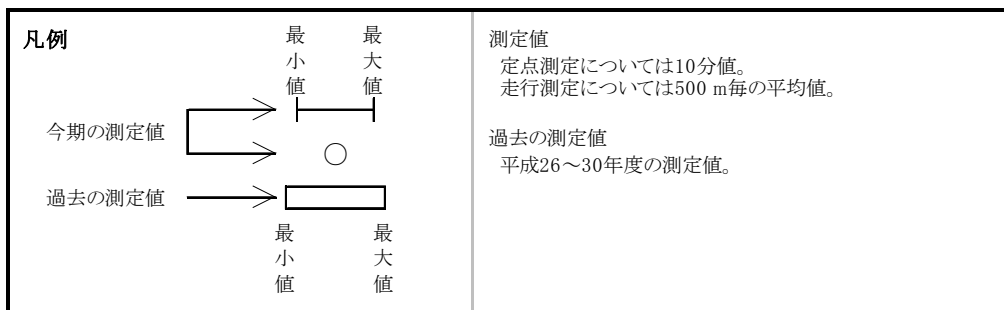 凡例
最小値
最大値
今期の測定値
○
過去の測定値
最小値
最大値
測定値
定点測定については10分値。
走行測定については500 m毎の平均値。
過去の測定値
平成26～30年度の測定値。